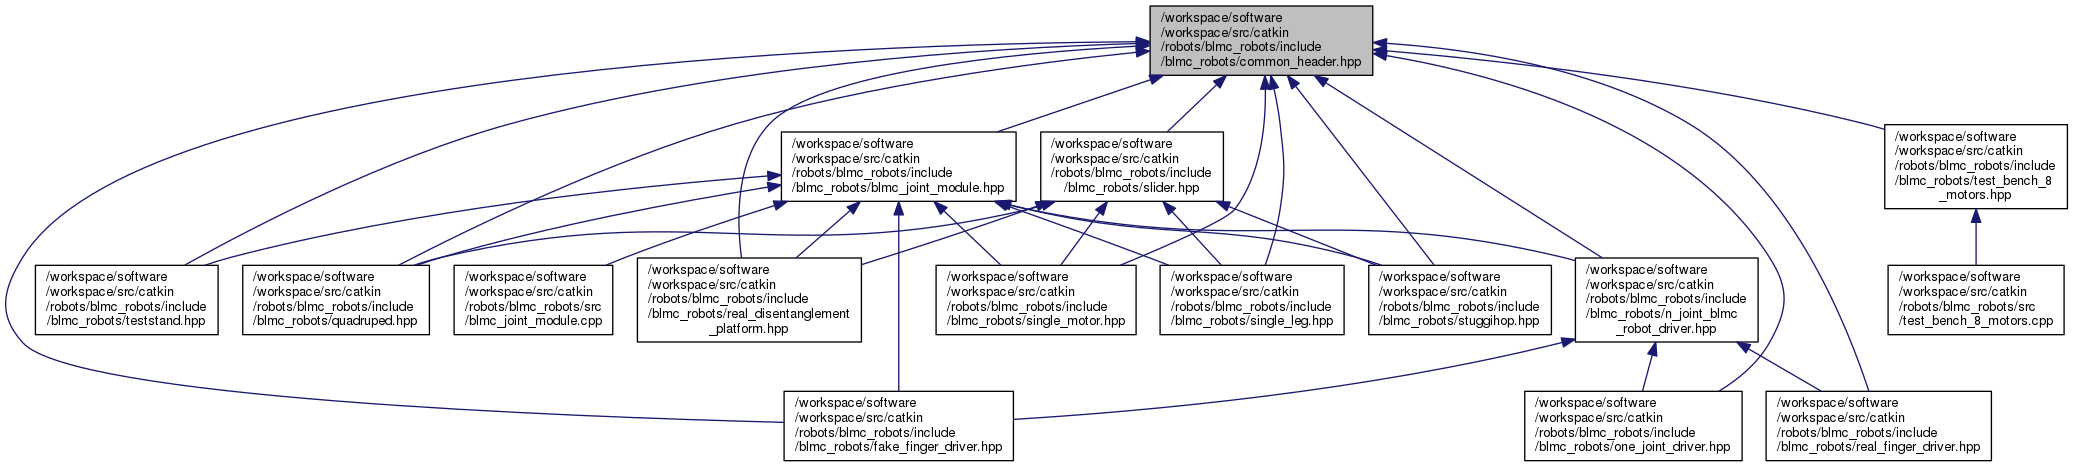 /workspace/software
/workspace/src/catkin
/robots/blmc_robots/include
/blmc_robots/common_header.hpp
/workspace/software
/workspace/src/catkin
/robots/blmc_robots/include
/blmc_robots/blmc_joint_module.hpp
/workspace/software
/workspace/src/catkin
/robots/blmc_robots/include
/blmc_robots/slider.hpp
/workspace/software
/workspace/src/catkin
/robots/blmc_robots/include
/blmc_robots/test_bench_8
_motors.hpp
/workspace/software
/workspace/src/catkin
/robots/blmc_robots/include
/blmc_robots/teststand.hpp
/workspace/software
/workspace/src/catkin
/robots/blmc_robots/include
/blmc_robots/quadruped.hpp
/workspace/software
/workspace/src/catkin
/robots/blmc_robots/src
/blmc_joint_module.cpp
/workspace/software
/workspace/src/catkin
/robots/blmc_robots/include
/blmc_robots/real_disentanglement
_platform.hpp
/workspace/software
/workspace/src/catkin
/robots/blmc_robots/include
/blmc_robots/single_motor.hpp
/workspace/software
/workspace/src/catkin
/robots/blmc_robots/include
/blmc_robots/single_leg.hpp
/workspace/software
/workspace/src/catkin
/robots/blmc_robots/include
/blmc_robots/stuggihop.hpp
/workspace/software
/workspace/src/catkin
/robots/blmc_robots/include
/blmc_robots/n_joint_blmc
_robot_driver.hpp
/workspace/software
/workspace/src/catkin
/robots/blmc_robots/src
/test_bench_8_motors.cpp
/workspace/software
/workspace/src/catkin
/robots/blmc_robots/include
/blmc_robots/fake_finger_driver.hpp
/workspace/software
/workspace/src/catkin
/robots/blmc_robots/include
/blmc_robots/one_joint_driver.hpp
/workspace/software
/workspace/src/catkin
/robots/blmc_robots/include
/blmc_robots/real_finger_driver.hpp